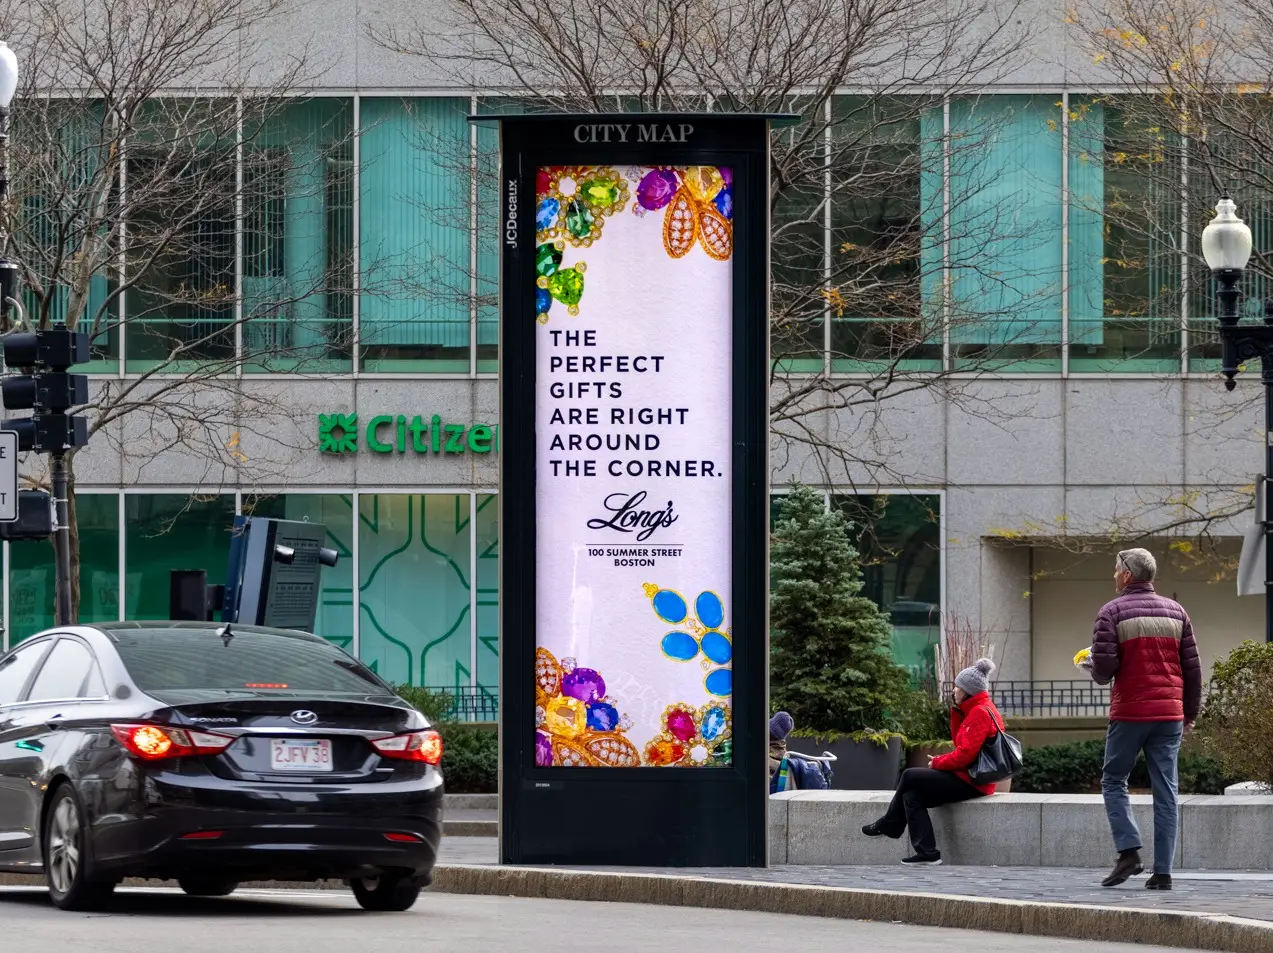 CITY MAP
JCDecaux
THE
PERFECT
GIFTS
ARE RIGHT
AROUND
THE CORNER.
Long's
100 SUMMER STREET
BOSTON
Citize
SONATA
2JFV 38